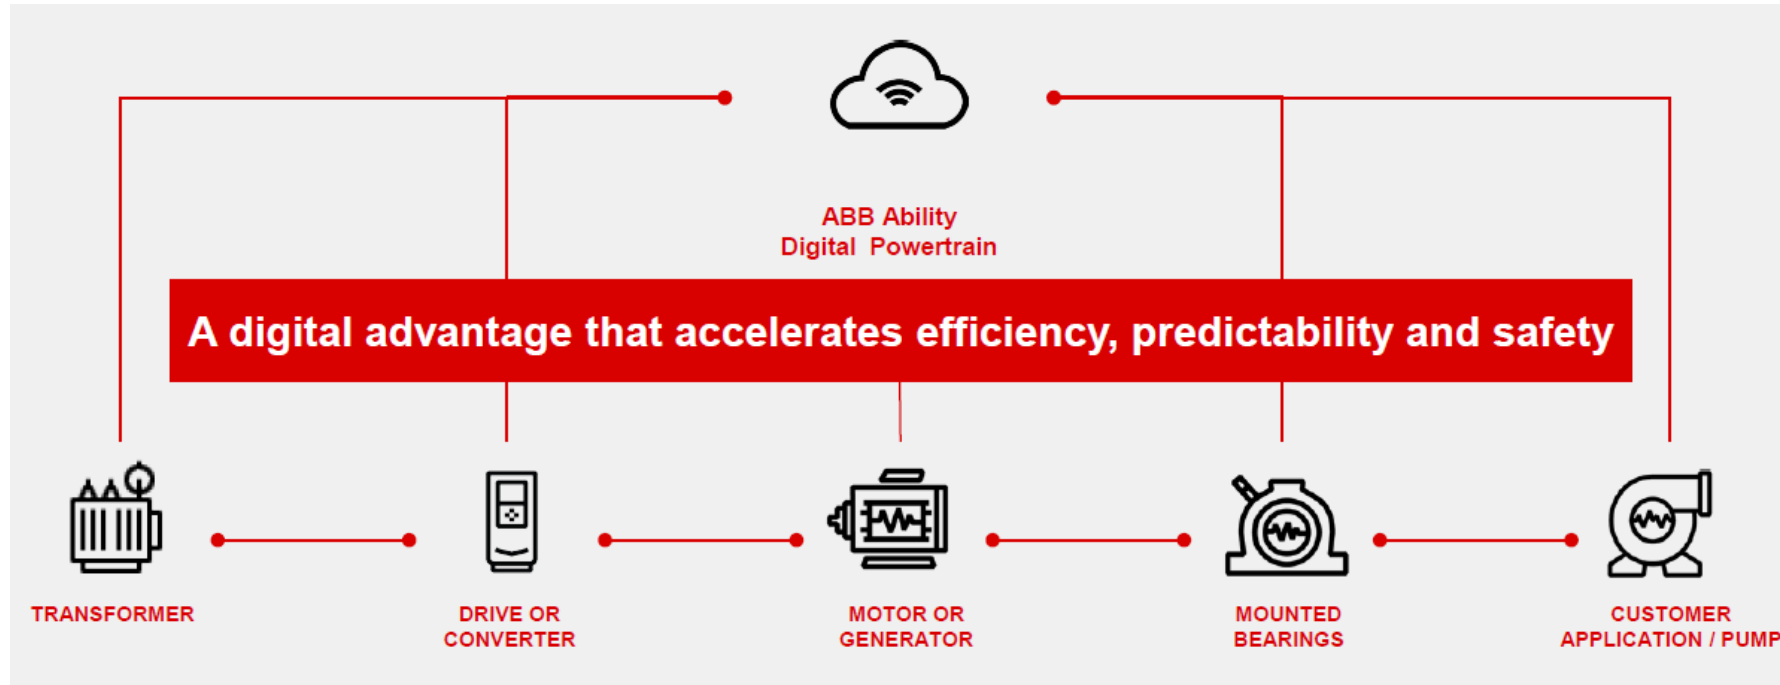 ABB Ability
Digital Powertrain
A digital advantage that accelerates efficiency, predictability and safety
TRANSFORMER
DRIVE OR
CONVERTER
MOTOR OR
GENERATOR
MOUNTED
BEARINGS
CUSTOMER
APPLICATION / PUMP